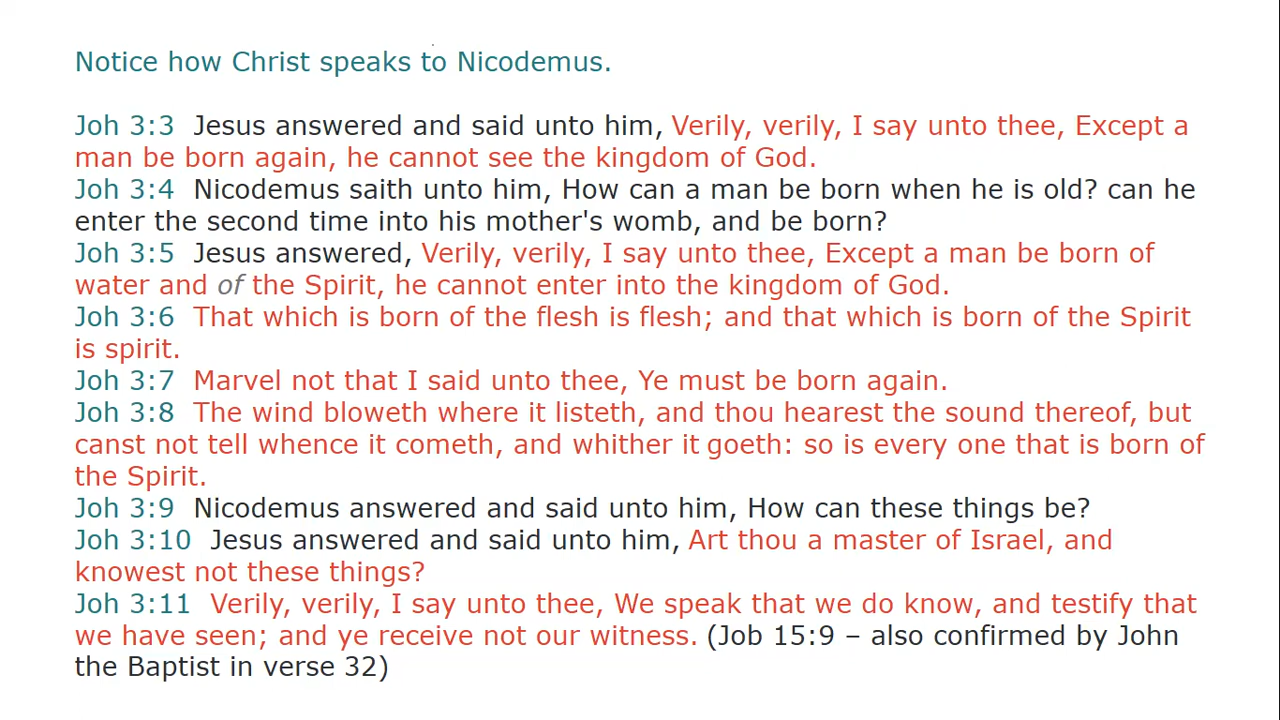 Notice how Christ speaks to Nicodemus.
Joh 3:3 Jesus answered and said unto him, Verily, verily, I say unto thee, Except a
man be born again, he cannot see the kingdom of God.
Joh 3:4 Nicodemus saith unto him, How can a man be born when he is old? can he
enter the second time into his mother's womb, and be born?
Joh 3:5 Jesus answered, Verily, verily, I say unto thee, Except a man be born of
water and of the Spirit, he cannot enter into the kingdom of God.
Joh 3:6 That which is born of the flesh is flesh; and that which is born of the Spirit
is spirit.
Joh 3:7 Marvel not that I said unto thee, Ye must be born again.
Joh 3:8 The wind bloweth where it listeth, and thou hearest the sound thereof, but
canst not tell whence it cometh, and whither it goeth: so is every one that is born of
the Spirit.
Joh 3:9 Nicodemus answered and said unto him, How can these things be?
Joh 3:10 Jesus answered and said unto him, Art thou a master of Israel, and
knowest not these things?
Joh 3:11 Verily, verily, I say unto thee, We speak that we do know, and testify that
we have seen; and ye receive not our witness. (Job 15:9 – also confirmed by John
the Baptist in verse 32)